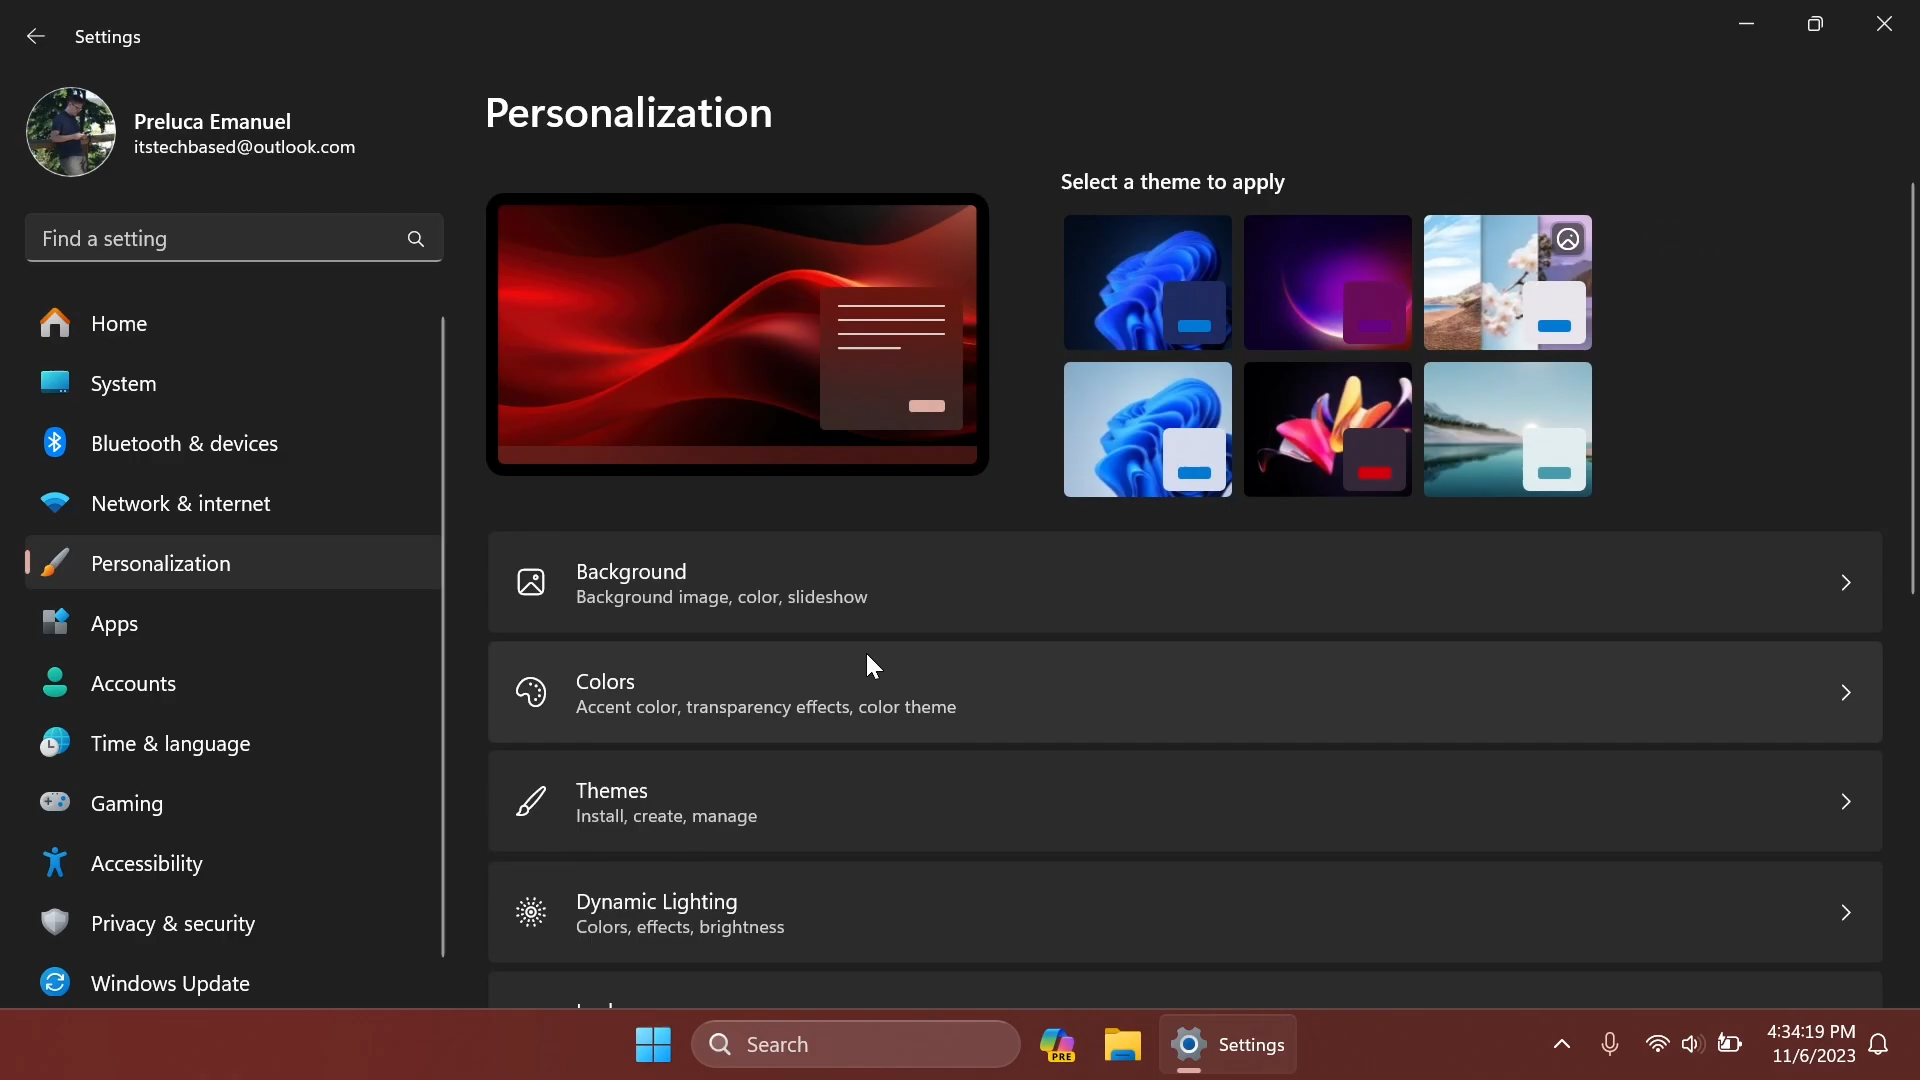 Settings
Preluca Emanuel
itstechbased@outlook.com
Find a setting
Home
System
Bluetooth & devices
Network & internet
Personalization
Apps
Accounts
Time & language
Gaming
Accessibility
Privacy & security
Windows Update
Personalization
Select a theme to apply
Background
Background image, color, slideshow
Colors
Accent color, transparency effects, color theme
Themes
Install, create, manage
Dynamic Lighting
Colors, effects, brightness
Search
PRE
Settings
4:34:19 PM
11/6/2023